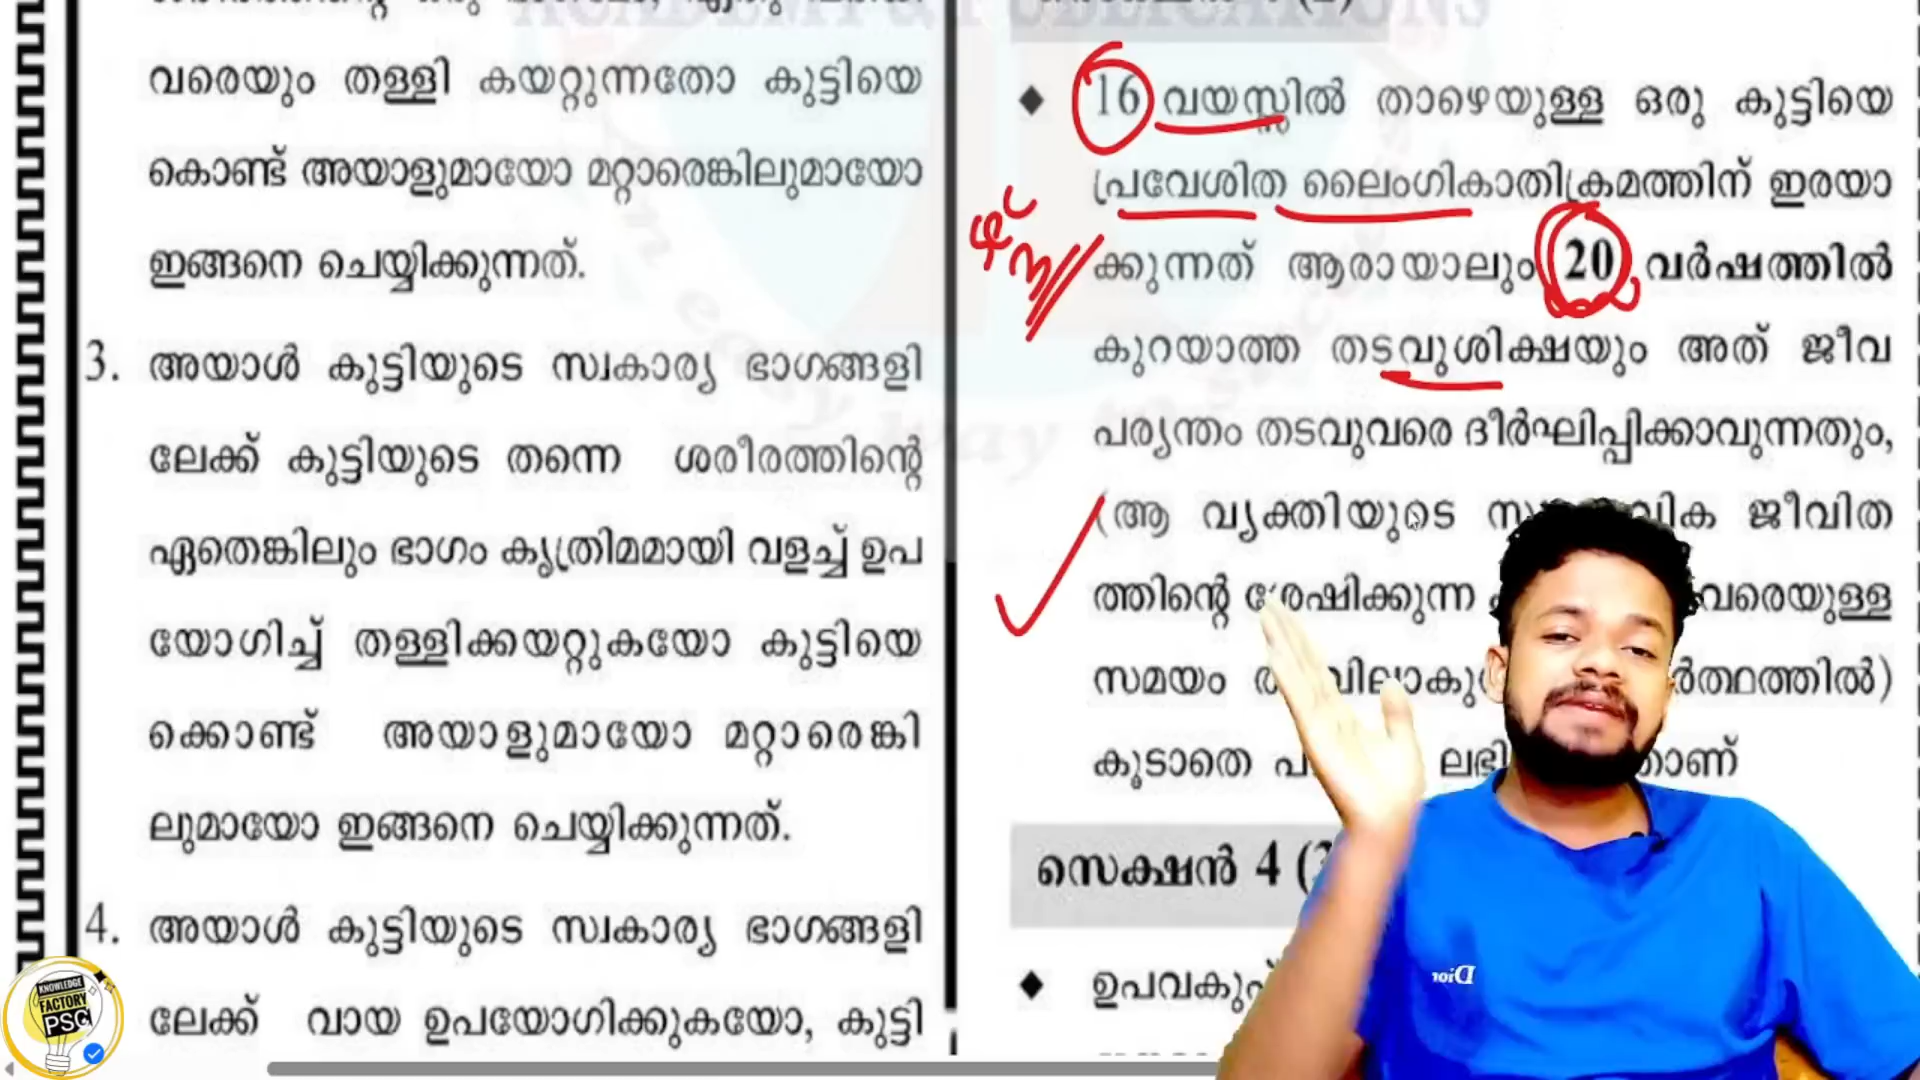 വരെയും തള്ളി കയറ്റുന്നതോ കുട്ടിയെ
കൊണ്ട് അയാളുമായോ മറ്റാരെങ്കിലുമായോ
ഇങ്ങനെ ചെയ്യിക്കുന്നത്.
3. അയാൾ കുട്ടിയുടെ സ്വകാര്യ ഭാഗങ്ങളി
ലേക്ക് കുട്ടിയുടെ തന്നെ ശരീരത്തിന്റെ
ഏതെങ്കിലും ഭാഗം കൃത്രിമമായി വളച്ച് ഉപ
യോഗിച്ച് തള്ളിക്കയറ്റുകയോ കുട്ടിയെ
ക്കൊണ്ട് അയാളുമായോ മറ്റാരെങ്കി
ലുമായോ ഇങ്ങനെ ചെയ്യിക്കുന്നത്.
4. അയാൾ കുട്ടിയുടെ സ്വകാര്യ ഭാഗങ്ങളി
ലേക്ക് വായ ഉപയോഗിക്കുകയോ, കുട്ടി
16 വയസ്സിൽ താഴെയുള്ള ഒരു കുട്ടിയെ
പ്രവേശിത ലൈംഗികാതിക്രമത്തിന് ഇരയാ
ക്കുന്നത് ആരായാലും 20 വർഷത്തിൽ
കുറയാത്ത തടവുശിക്ഷയും അത് ജീവ
പര്യന്തം തടവുവരെ ദീർഘിപ്പിക്കാവുന്നതും,
(ആ വ്യക്തിയുടെ ജീവിത
ത്തിന്റെ ശേഷിക്കുന്ന വരെയുള്ള
സമയം
കൂടാതെ
സെക്ഷൻ 4
KNOWLEDGE
FACTORY
PSC
Dior